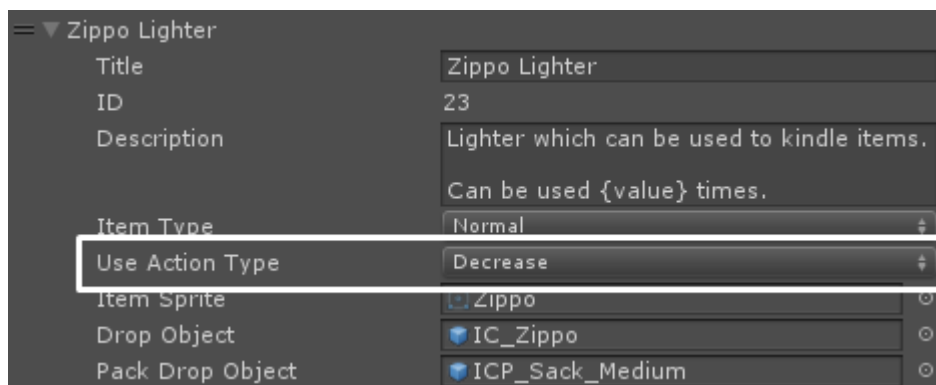 Zippo Lighter
Title Zippo Lighter
ID 23
Description Lighter which can be used to kindle items.
Can be used {value} times.
Item Type Normal
Use Action Type Decrease
Item Sprite Zippo
Drop Object IC_Zippo
Pack Drop Object ICP_Sack_Medium